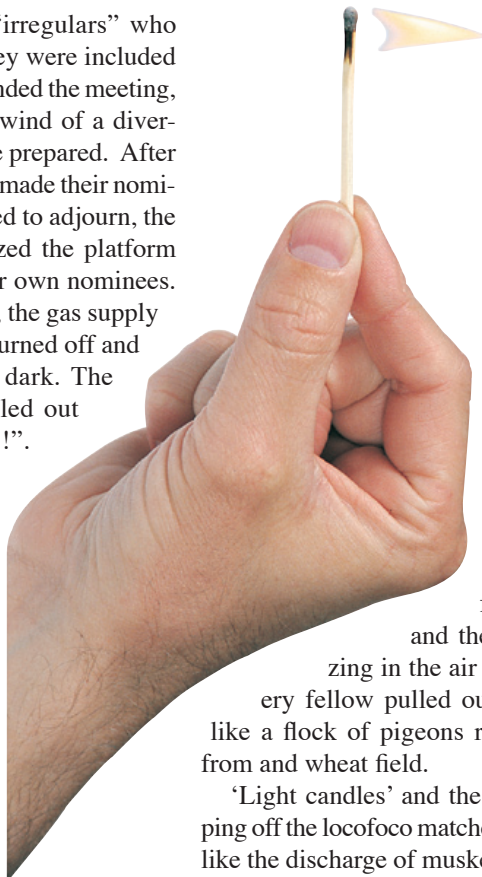 “irregulars” who
ey were included
nded the meeting,
wind of a diver-
e prepared. After
made their nomi-
ed to adjourn, the
zed the platform
r own nominees.
, the gas supply
urned off and
dark. The
led out
!”.
and the
zing in the air
ery fellow pulled ou
like a flock of pigeons r
from and wheat field.
‘Light candles’ and the
ping off the locofoco matche
like the discharge of muske